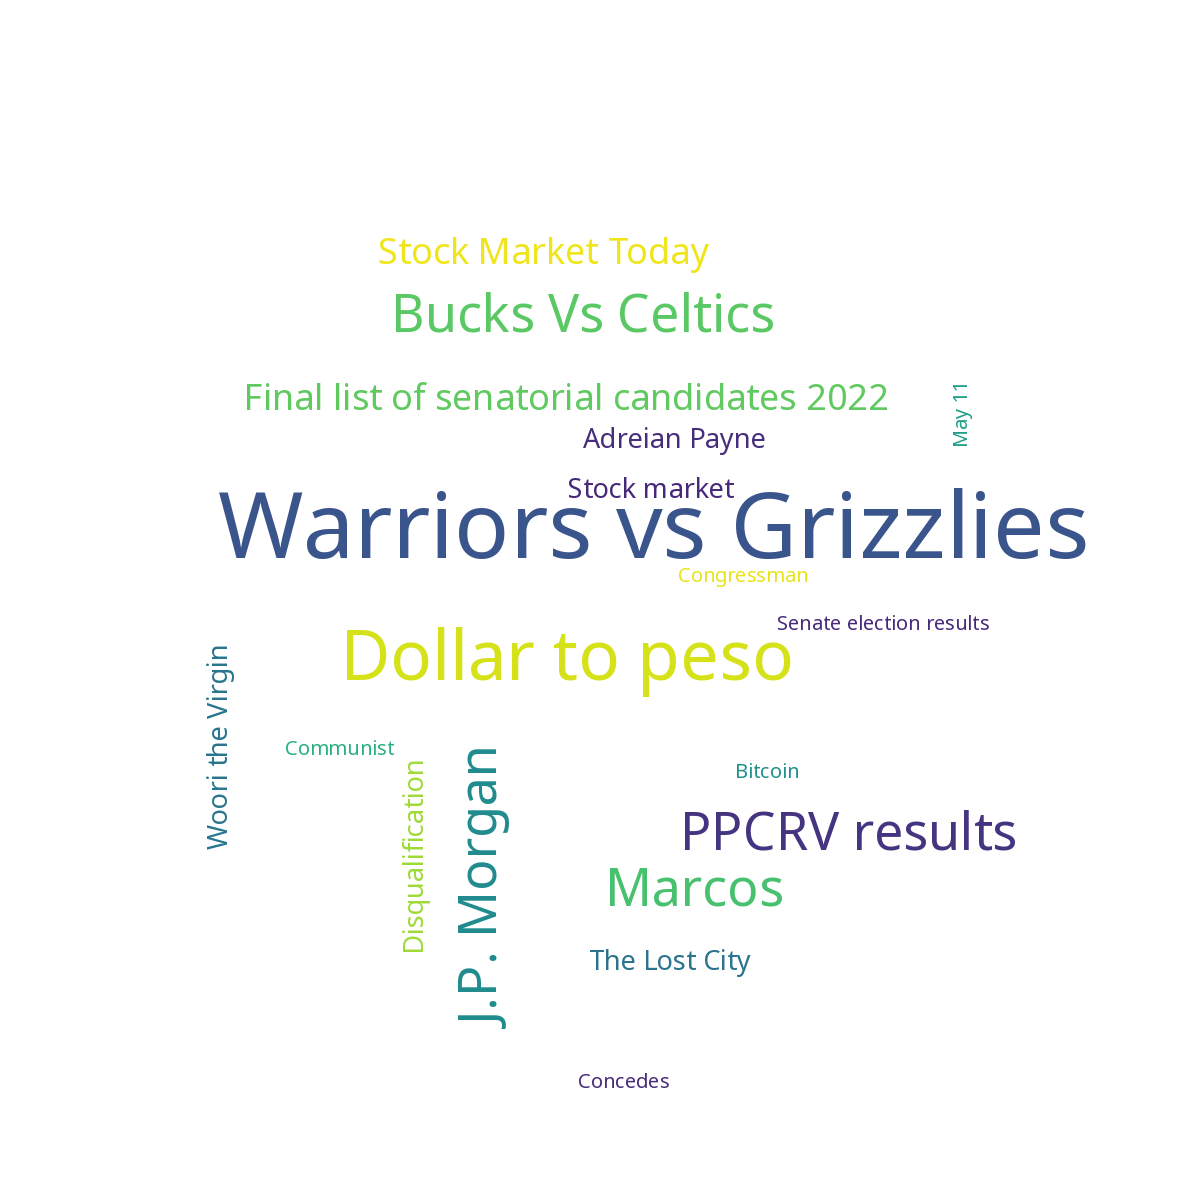 Stock Market Today
Bucks Vs Celtics
Final list of senatorial candidates 2022
May 11
Adreian Payne
Stock market
Warriors vs Grizzlies
Congressman
Senate election results
Dollar to peso
Woori the Virgin
Communist
Disqualification
J.P. Morgan
Bitcoin
PPCRV results
Marcos
The Lost City
Concedes